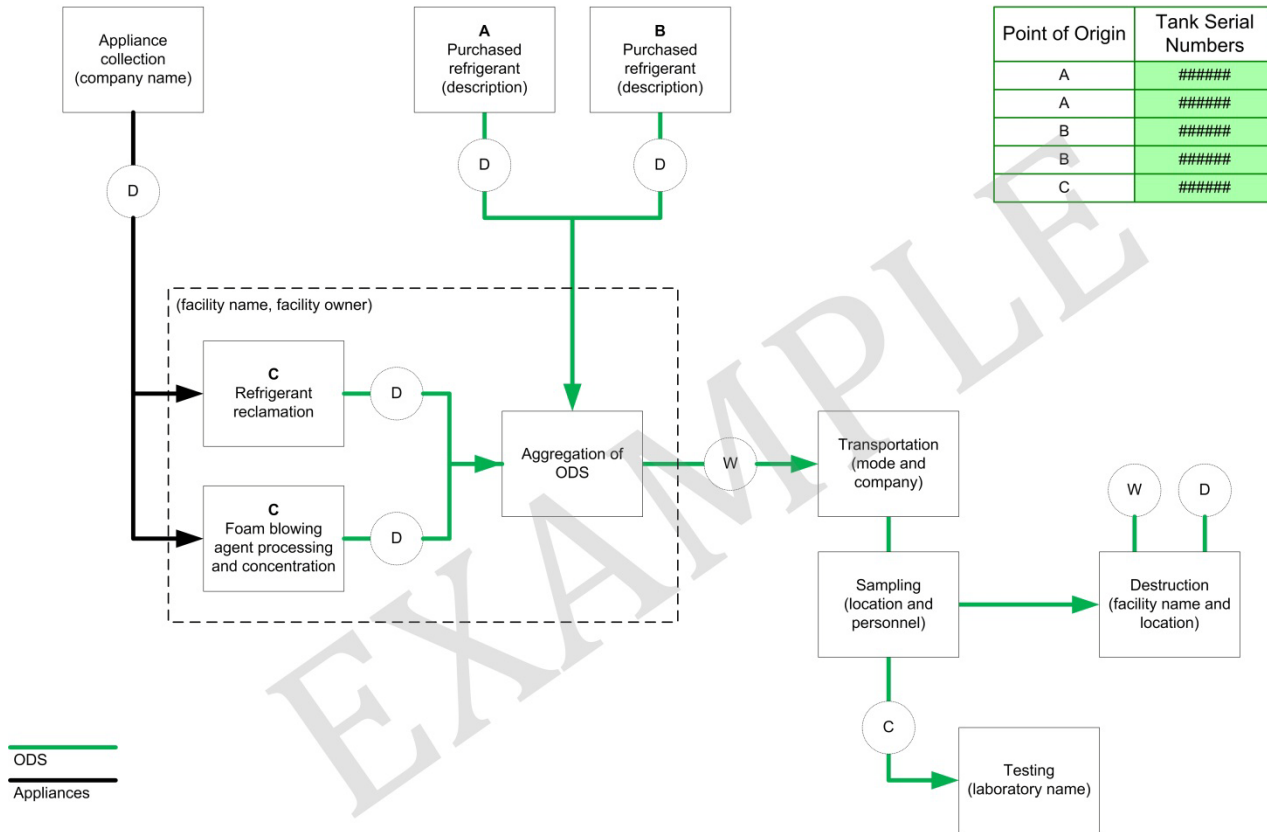 Appliance
collection
(company name)
A
Purchased
refrigerant
(description)
B
Purchased
refrigerant
(description)
Point of Origin
Tank Serial
Numbers
A
######
A
######
B
######
B
######
C
######
D
D
D
(facility name, facility owner)
C
Refrigerant
reclamation
D
C
Foam blowing
agent processing
and concentration
D
Aggregation of
ODS
W
Transportation
(mode and
company)
Sampling
(location and
personnel)
W
D
Destruction
(facility name and
location)
C
Testing
(laboratory name)
ODS
Appliances
EXAMPLE